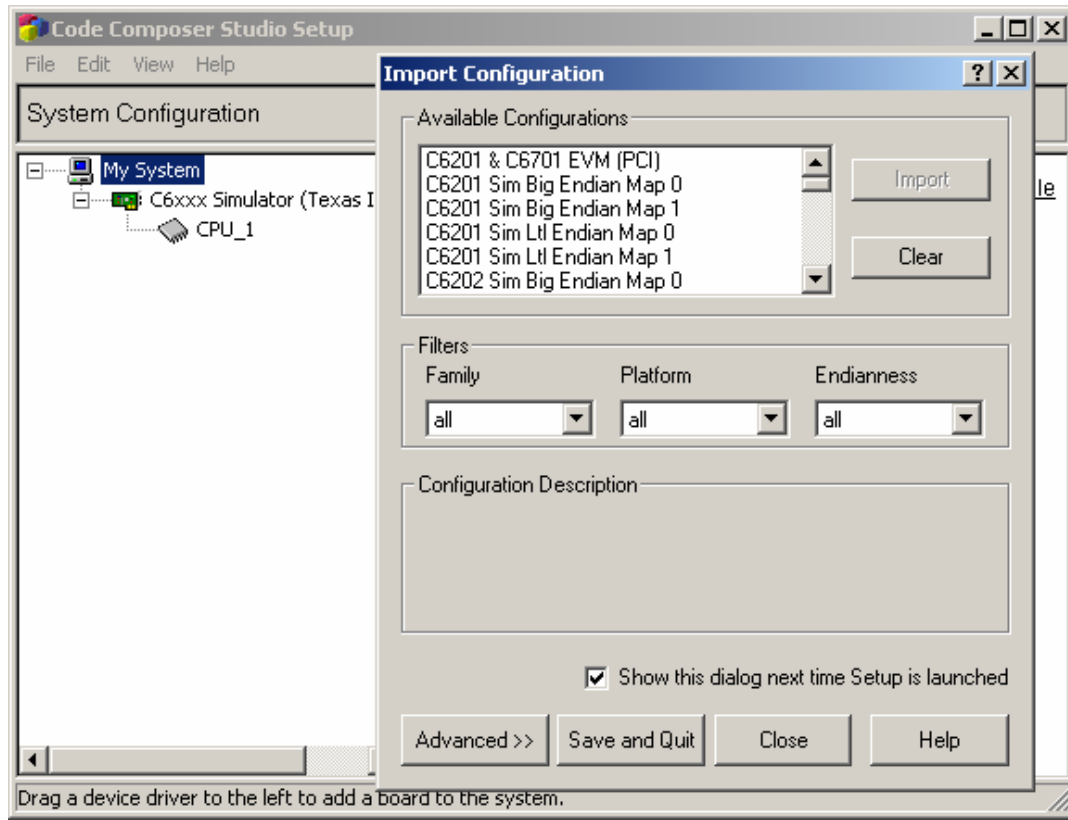 Code Composer Studio Setup
File Edit View Help
System Configuration
My System
C6xxx Simulator (Texas I
CPU_1
le
Import Configuration
Available Configurations
C6201 & C6701 EVM (PCI)
C6201 Sim Big Endian Map 0
C6201 Sim Big Endian Map 1
C6201 Sim Ltl Endian Map 0
C6201 Sim Ltl Endian Map 1
C6202 Sim Big Endian Map 0
Import
Clear
Filters
Family Platform Endianness
all all all
Configuration Description
Show this dialog next time Setup is launched
Advanced >> Save and Quit Close Help
Drag a device driver to the left to add a board to the system.